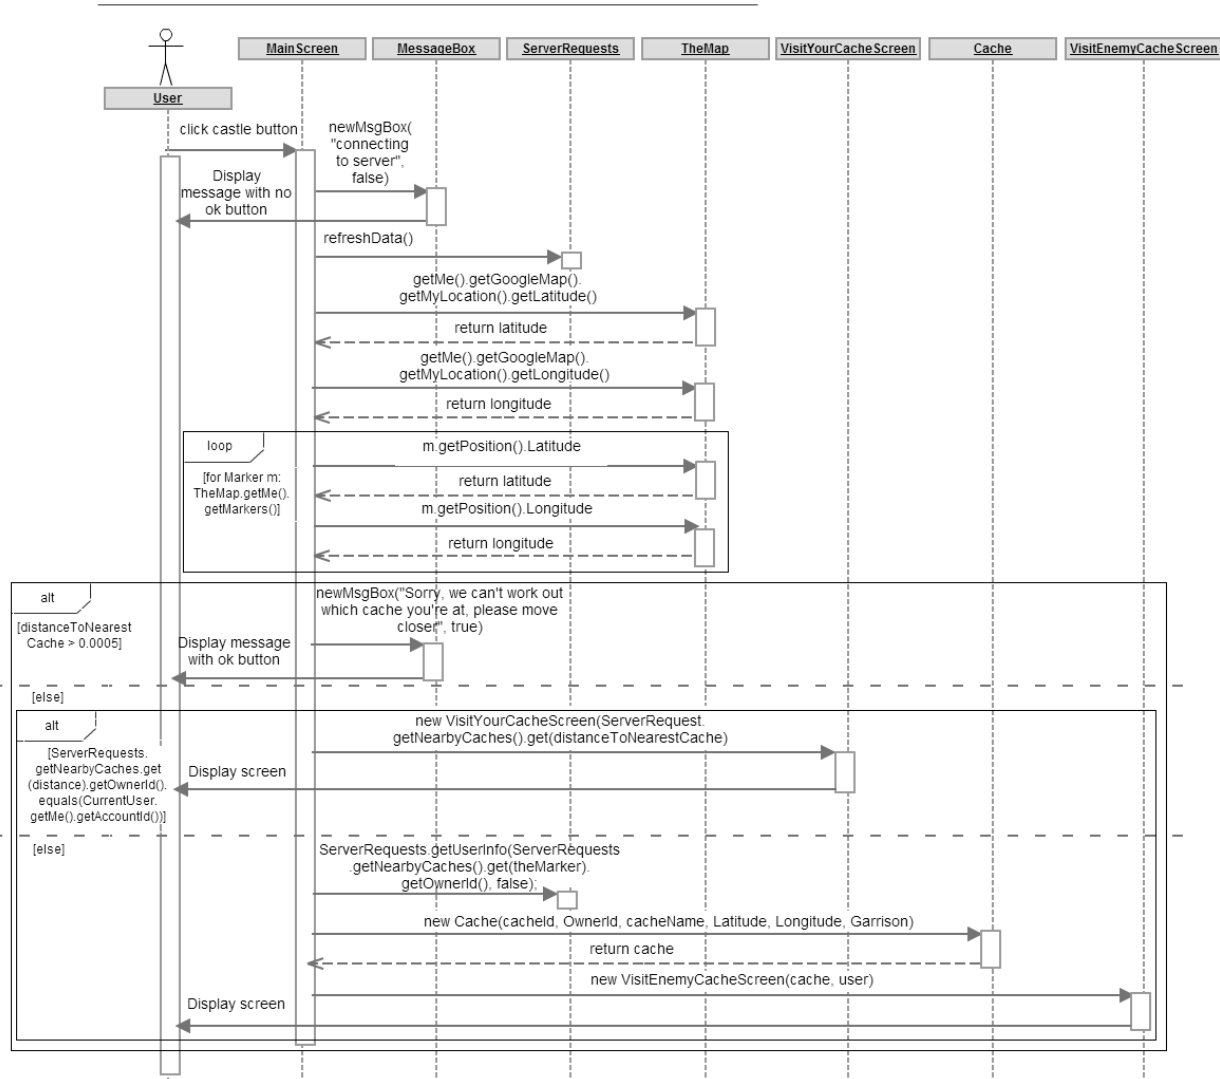 MainScreen
MessageBox
ServerRequests
TheMap
VisitYourCacheScreen
Cache
VisitEnemyCacheScreen
User
click castle button
newMsgBox(
"connecting
to server",
false)
Display
message with no
ok button
refreshData()
getMe().getGoogleMap().
getMyLocation().getLatitude()
return latitude
getMe().getGoogleMap().
getMyLocation().getLongitude()
return longitude
loop
[for Marker m:
TheMap.getMe().
getMarkers()]
m.getPosition().Latitude
return latitude
m.getPosition().Longitude
return longitude
alt
[distanceToNearest
Cache > 0.0005]
newMsgBox("Sorry, we can't work out
which cache you're at, please move
closer", true)
Display message
with ok button
[else]
alt
[ServerRequests.
getNearbyCaches.get
(distance).getOwnerId().
equals(CurrentUser.
getMe().getAccountId())]
new VisitYourCacheScreen(ServerRequest.
getNearbyCaches().get(distanceToNearestCache)
Display screen
[else]
ServerRequests.getUserInfo(ServerRequests
.getNearbyCaches().get(theMarker).
getOwnerId(), false);
new Cache(cacheId, OwnerId, cacheName, Latitude, Longitude, Garrison)
return cache
new VisitEnemyCacheScreen(cache, user)
Display screen